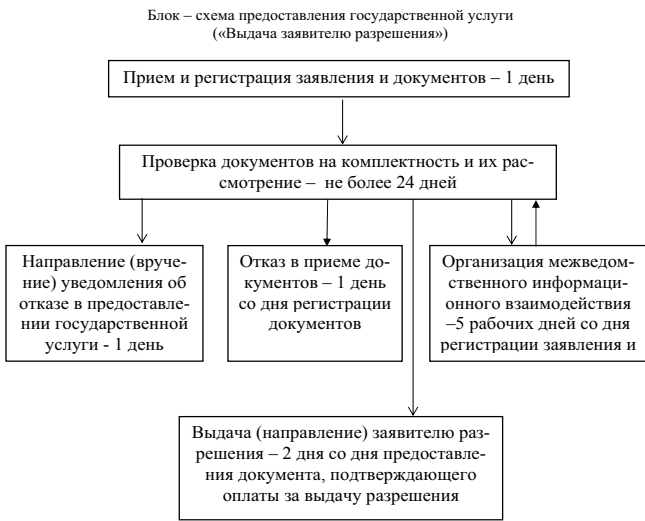 Блок – схема предоставления государственной услуги
(«Выдача заявителю разрешения»)
Прием и регистрация заявления и документов – 1 день
Проверка документов на комплектность и их рас-
смотрение – не более 24 дней
Направление (вруче-
ние) уведомления об
отказе в предоставле-
нии государственной
услуги - 1 день
Отказ в приеме до-
кументов – 1 день
со дня регистрации
документов
Организация межведом-
ственного информаци-
онного взаимодействия
–5 рабочих дней со дня
регистрации заявления и
Выдача (направление) заявителю раз-
решения – 2 дня со дня предоставле-
ния документа, подтверждающего
оплаты за выдачу разрешения